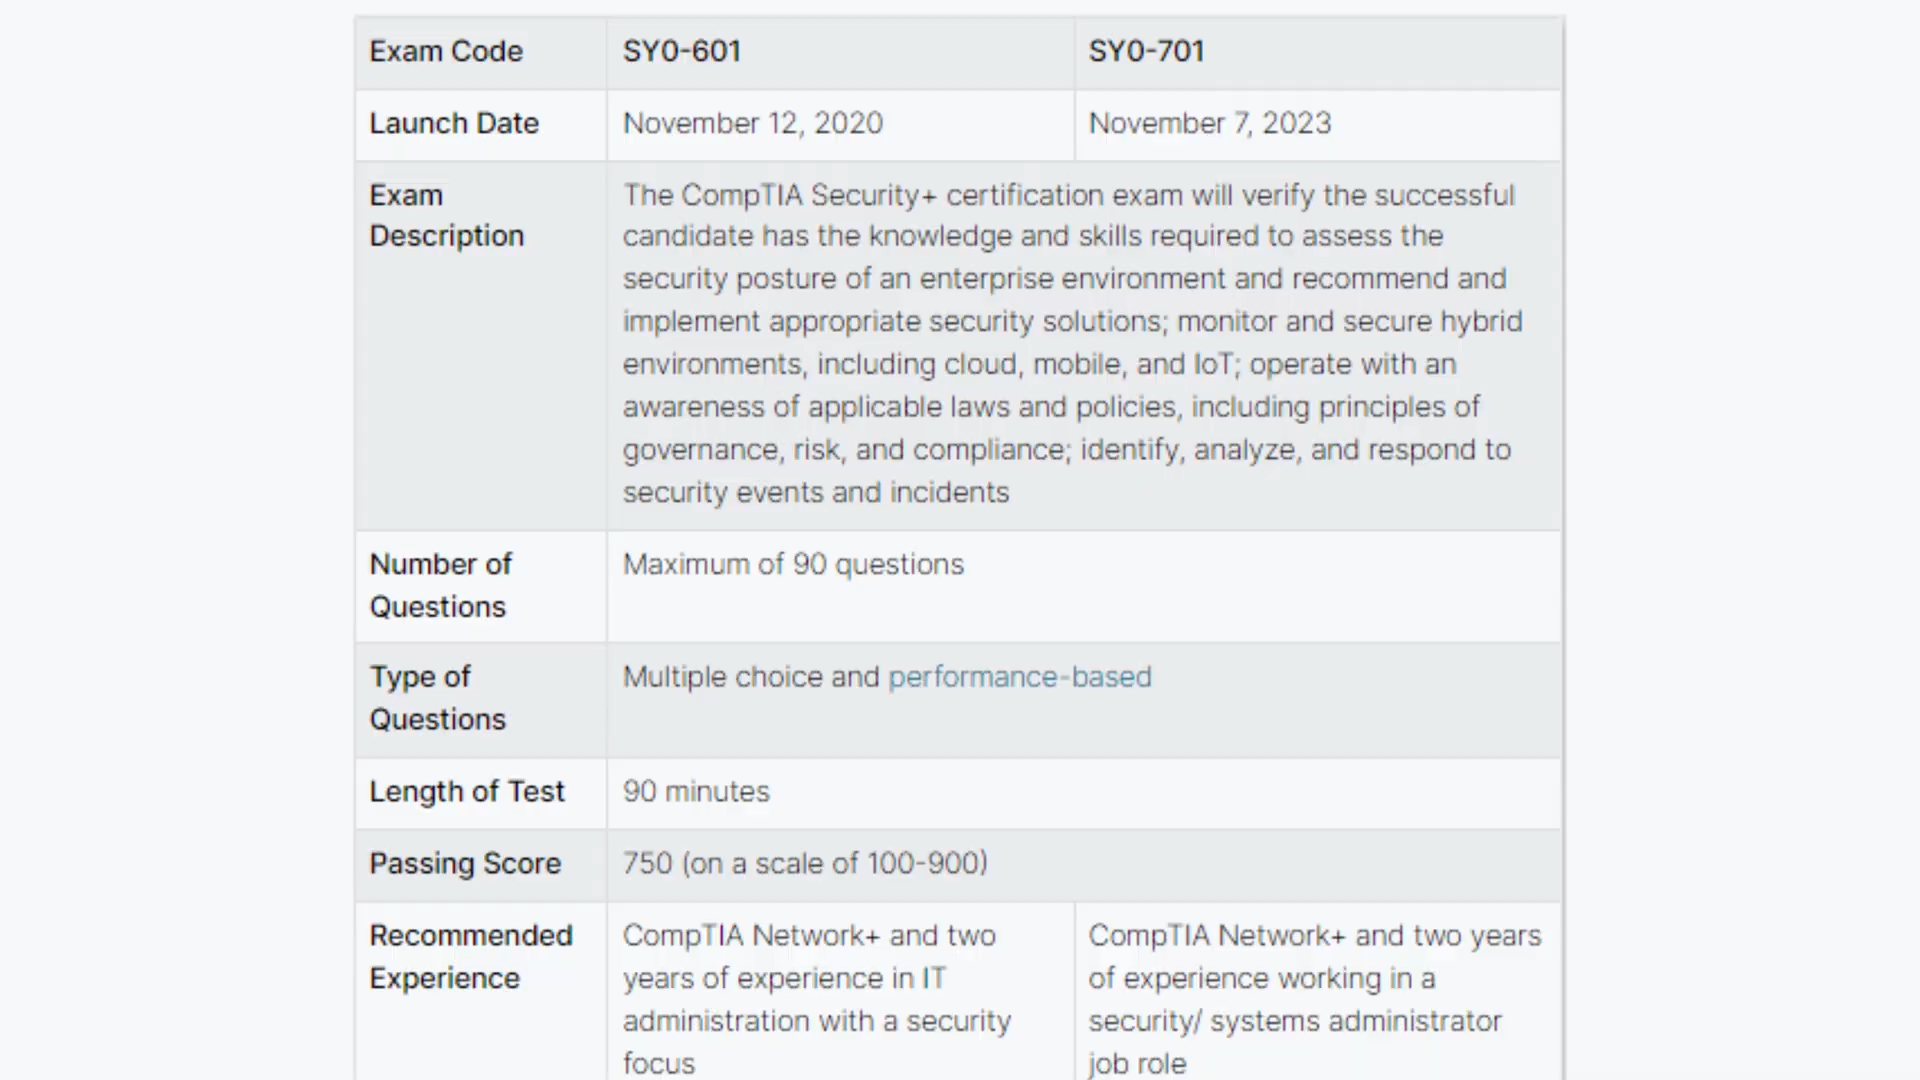 Exam Code SY0-601 SY0-701
Launch Date November 12, 2020 November 7, 2023
Exam
Description
The CompTIA Security+ certification exam will verify the successful
candidate has the knowledge and skills required to assess the
security posture of an enterprise environment and recommend and
implement appropriate security solutions; monitor and secure hybrid
environments, including cloud, mobile, and IoT; operate with an
awareness of applicable laws and policies, including principles of
governance, risk, and compliance; identify, analyze, and respond to
security events and incidents
Number of
Questions
Maximum of 90 questions
Type of
Questions
Multiple choice and performance-based
Length of Test 90 minutes
Passing Score 750 (on a scale of 100-900)
Recommended
Experience
CompTIA Network+ and two
years of experience in IT
administration with a security
focus
CompTIA Network+ and two years
of experience working in a
security/ systems administrator
job role